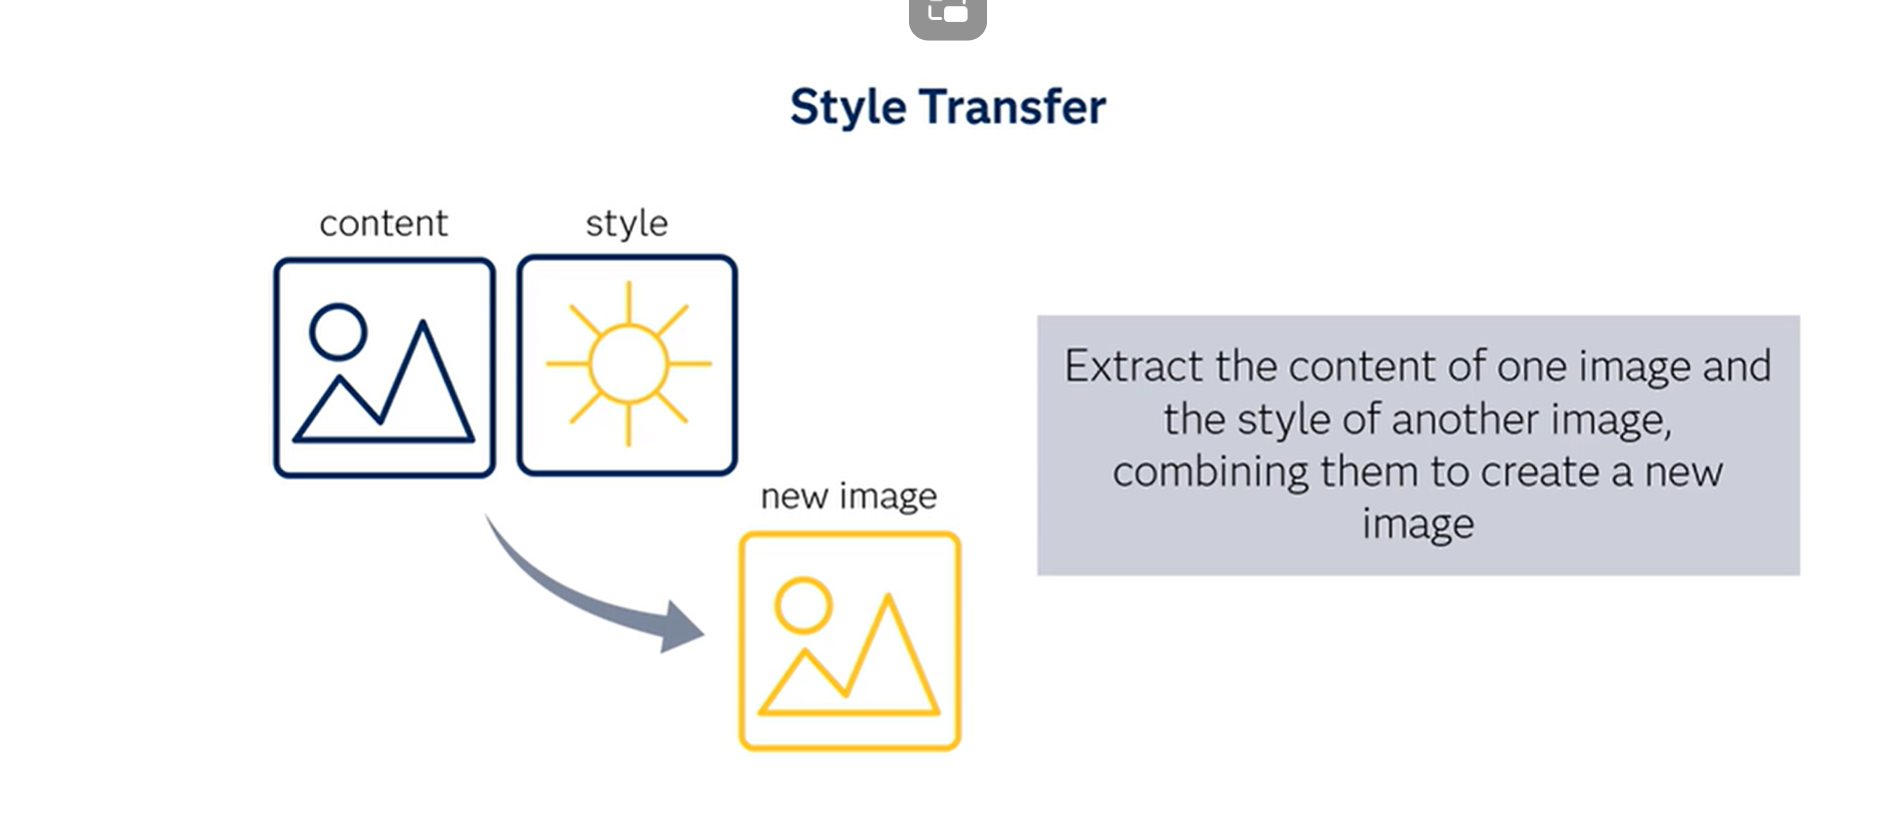 Style Transfer
content
style
new image
Extract the content of one image and
the style of another image,
combining them to create a new
image